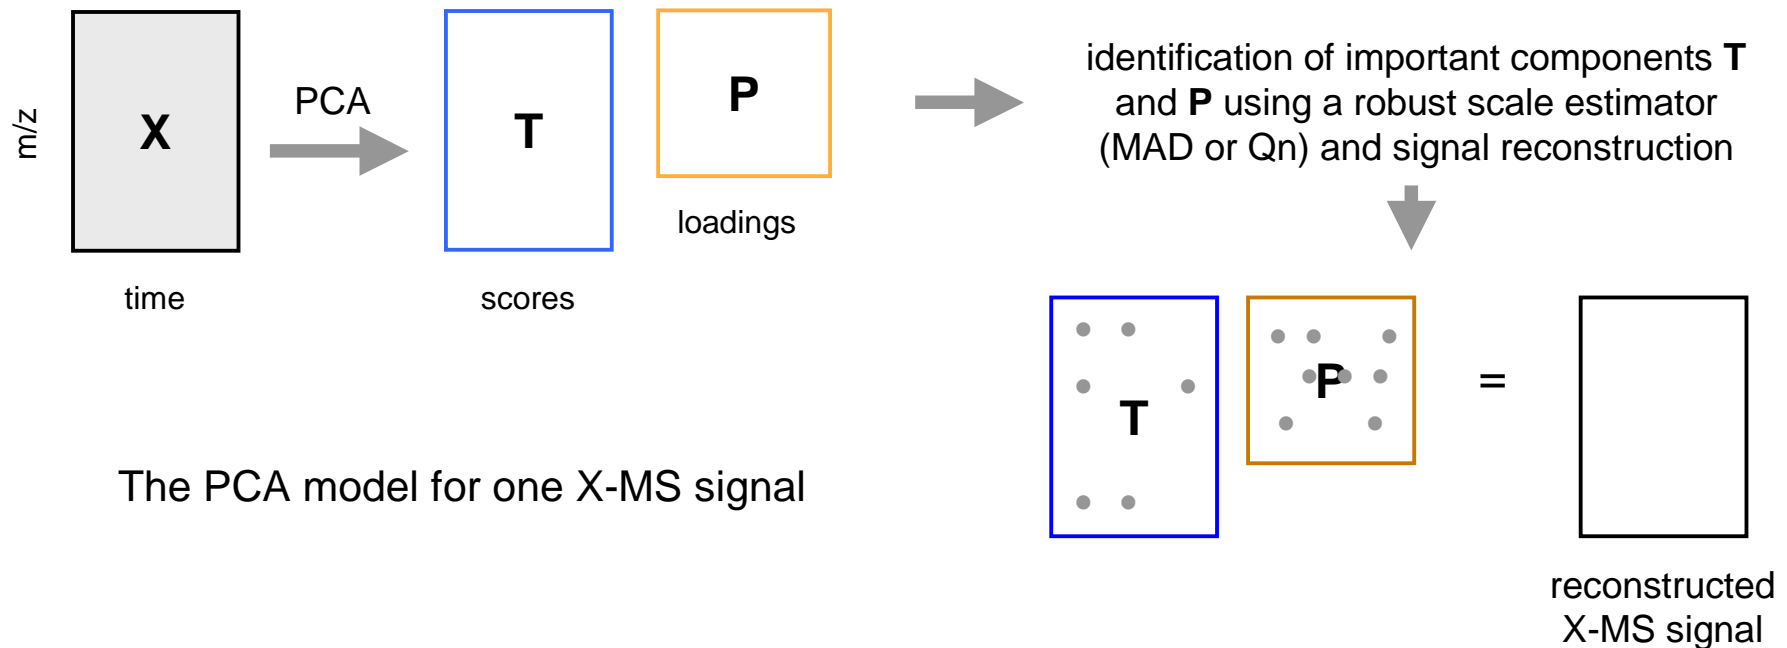 m/z
X
time
PCA
T
scores
P
loadings
identification of important components T
and P using a robust scale estimator
(MAD or Qn) and signal reconstruction
The PCA model for one X-MS signal
T
P
=
reconstructed
X-MS signal